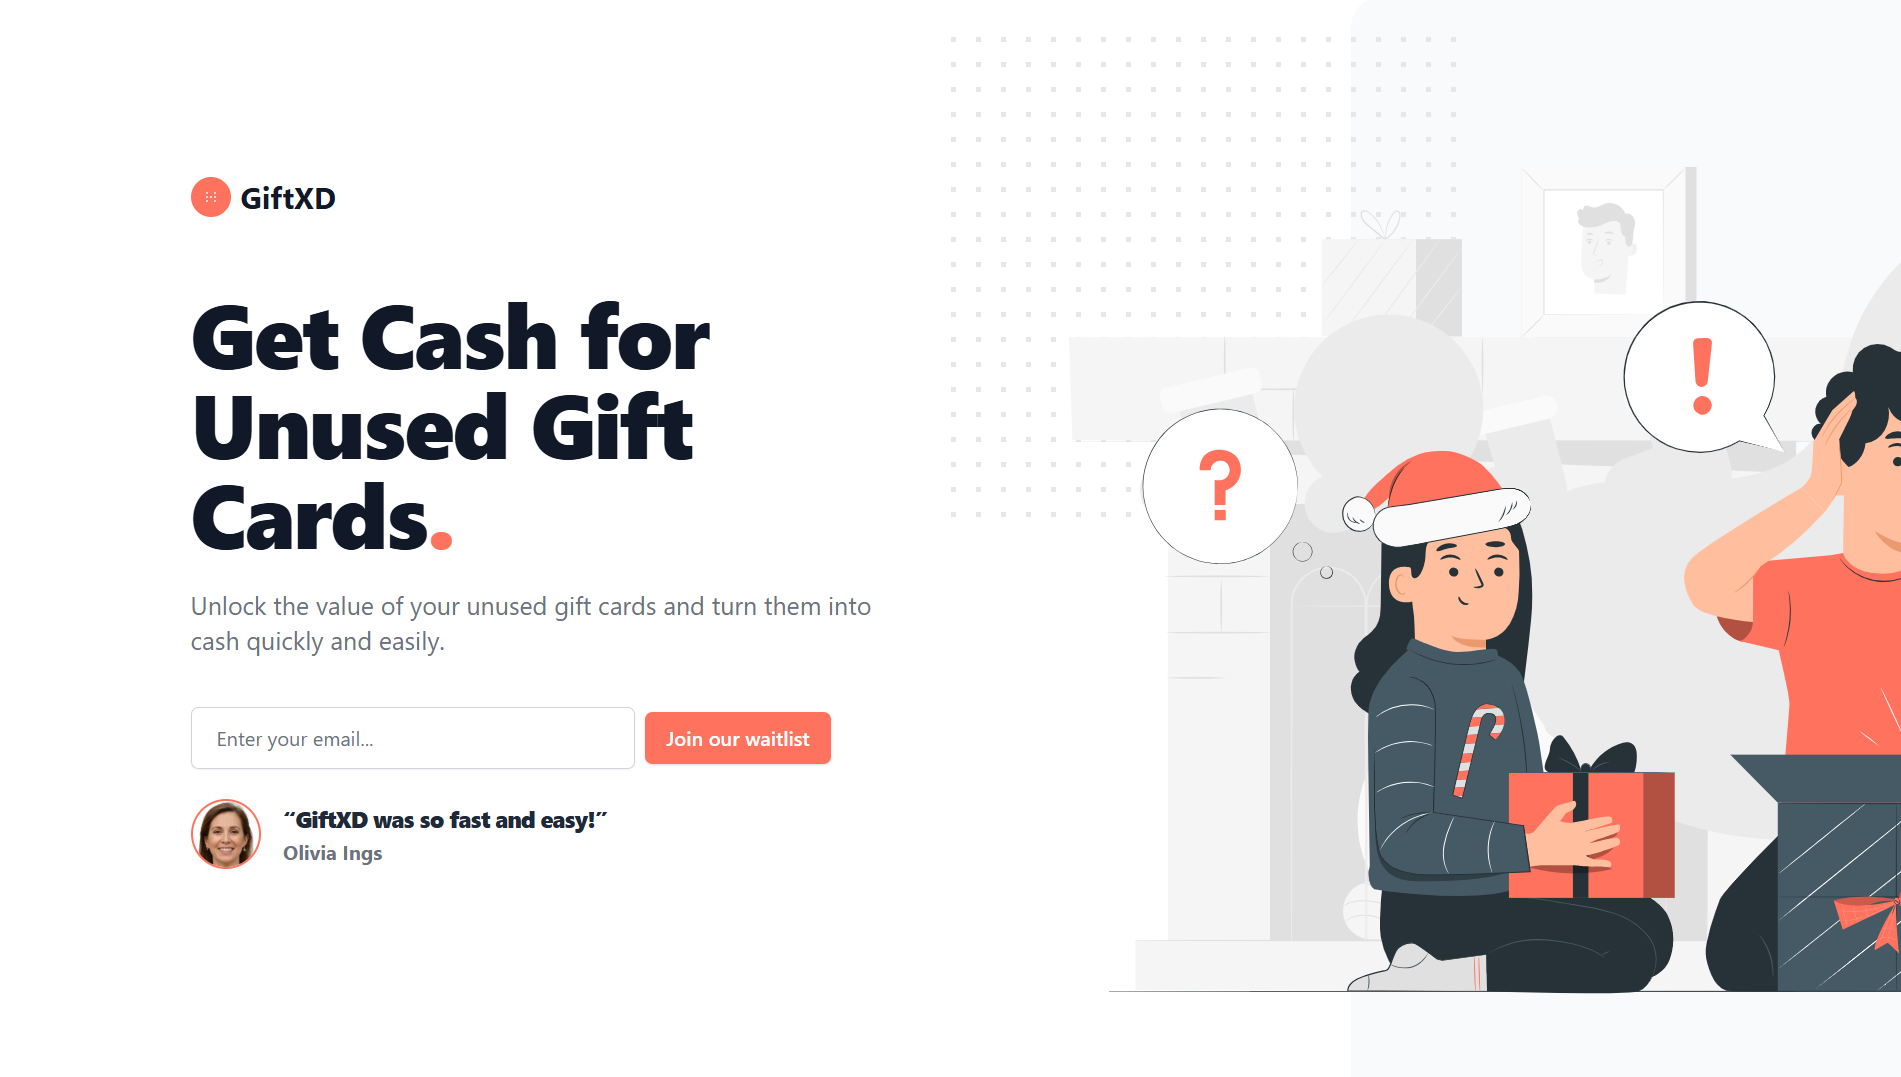 GiftXD
Get Cash for
Unused Gift
Cards.
Unlock the value of your unused gift cards and turn them into
cash quickly and easily.
Enter your email...
Join our waitlist
“GiftXD was so fast and easy!”
Olivia Ings
?
!